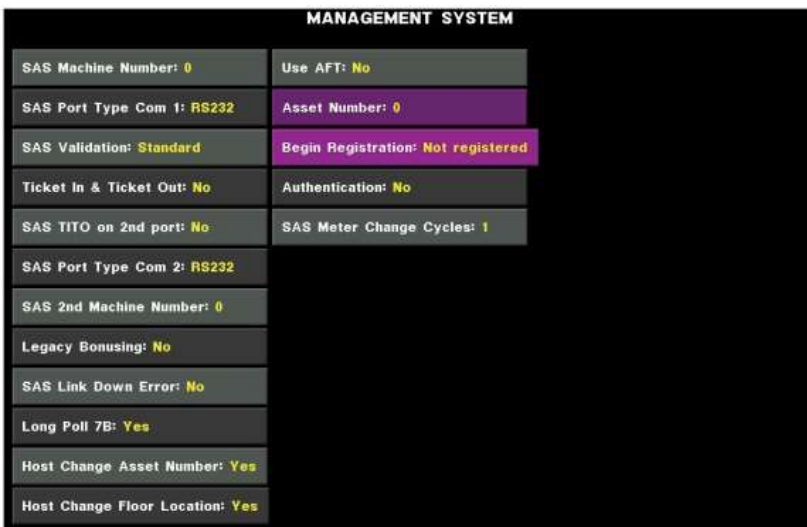 MANAGEMENT SYSTEM
SAS Machine Number: 0
SAS Port Type Com 1: RS232
SAS Validation: Standard
Ticket In & Ticket Out: No
SAS TITO on 2nd port: No
SAS Port Type Com 2: RS232
SAS 2nd Machine Number: 0
Legacy Bonusing: No
SAS Link Down Error: No
Long Poll 7B: Yes
Host Change Asset Number: Yes
Host Change Floor Location: Yes
Use AFT: No
Asset Number: 0
Begin Registration: Not registered
Authentication: No
SAS Meter Change Cycles: 1